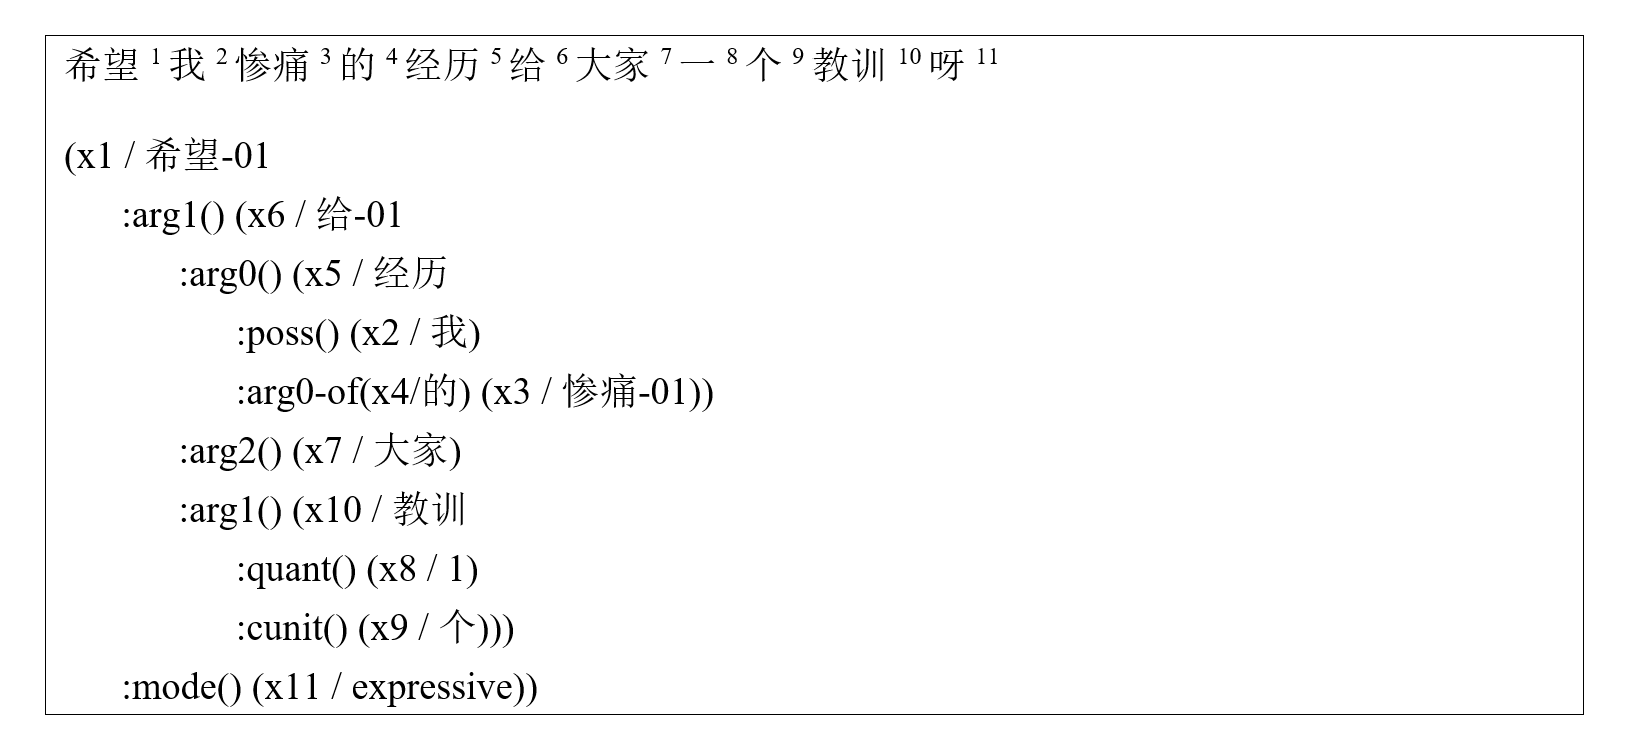 希望 1 我 2 惨痛 3 的 4 经历 5 给 6 大家 7 一 8 个 9 教训 10 呀 11
(x1 / 希望-01
:arg1() (x6 / 给-01
:arg0() (x5 / 经历
:poss() (x2 / 我)
:arg0-of(x4/的) (x3 / 惨痛-01))
:arg2() (x7 / 大家)
:arg1() (x10 / 教训
:quant() (x8 / 1)
:cunit() (x9 / 个)))
:mode() (x11 / expressive))